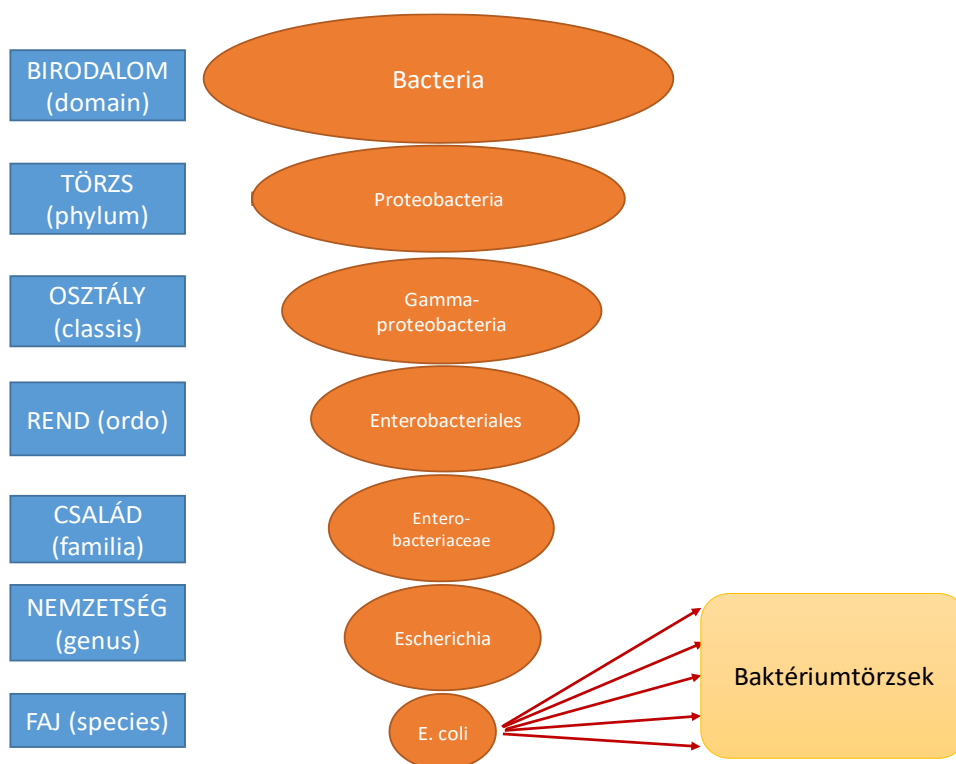 BIRODALOM
(domain)
Bacteria
TÖRZS
(phylum)
Proteobacteria
OSZTÁLY
(classis)
Gamma-
proteobacteria
REND (ordo)
Enterobacteriales
CSALÁD
(familia)
Entero-
bacteriaceae
NEMZETSÉG
(genus)
Escherichia
Baktériumtörzsek
FAJ (species)
E. coli